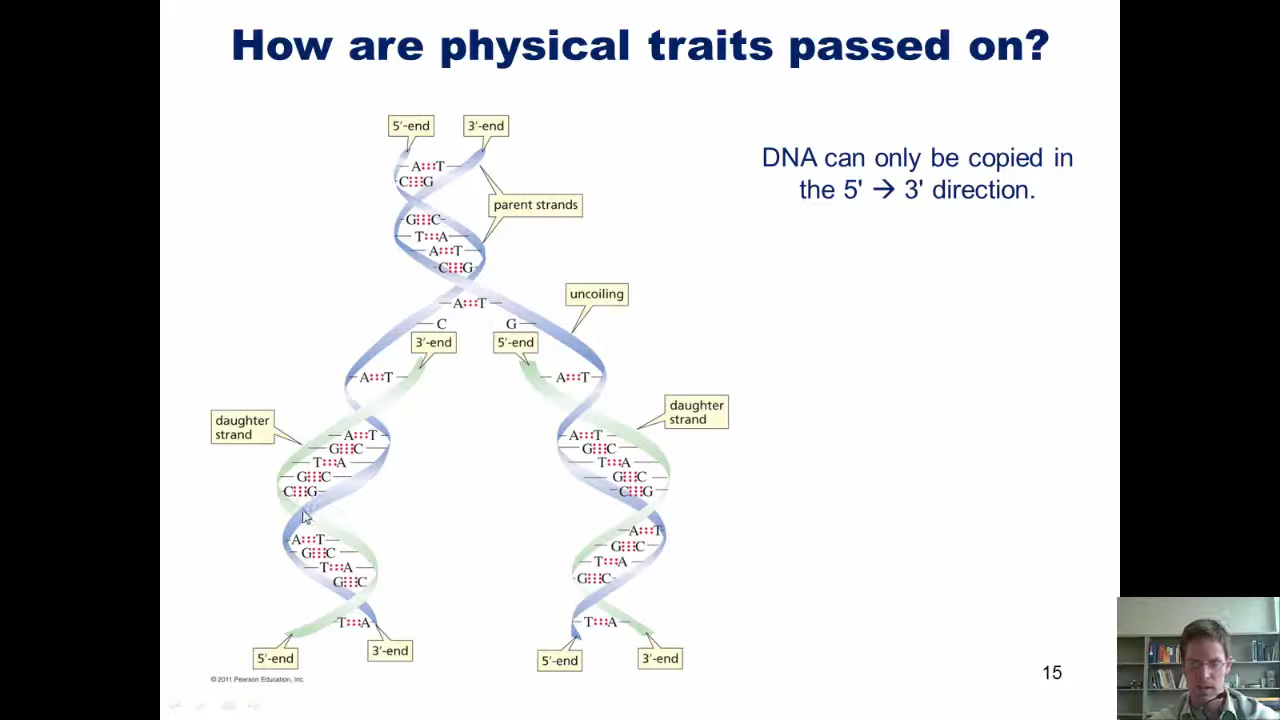 How are physical traits passed on?
5′-end 3′-end
A T
C G
G C
T A
A T
C G
parent strands
DNA can only be copied in
the 5' → 3' direction.
A T
uncoiling
C G
3′-end 5′-end
A T A T
daughter
strand
daughter
strand
A T A T
G C G C
T A T A
G C G C
C G C G
A T A T
G C G C
T A T A
G C G C
T A T A
5′-end 3′-end 5′-end 3′-end
© 2011 Pearson Education, Inc.
15